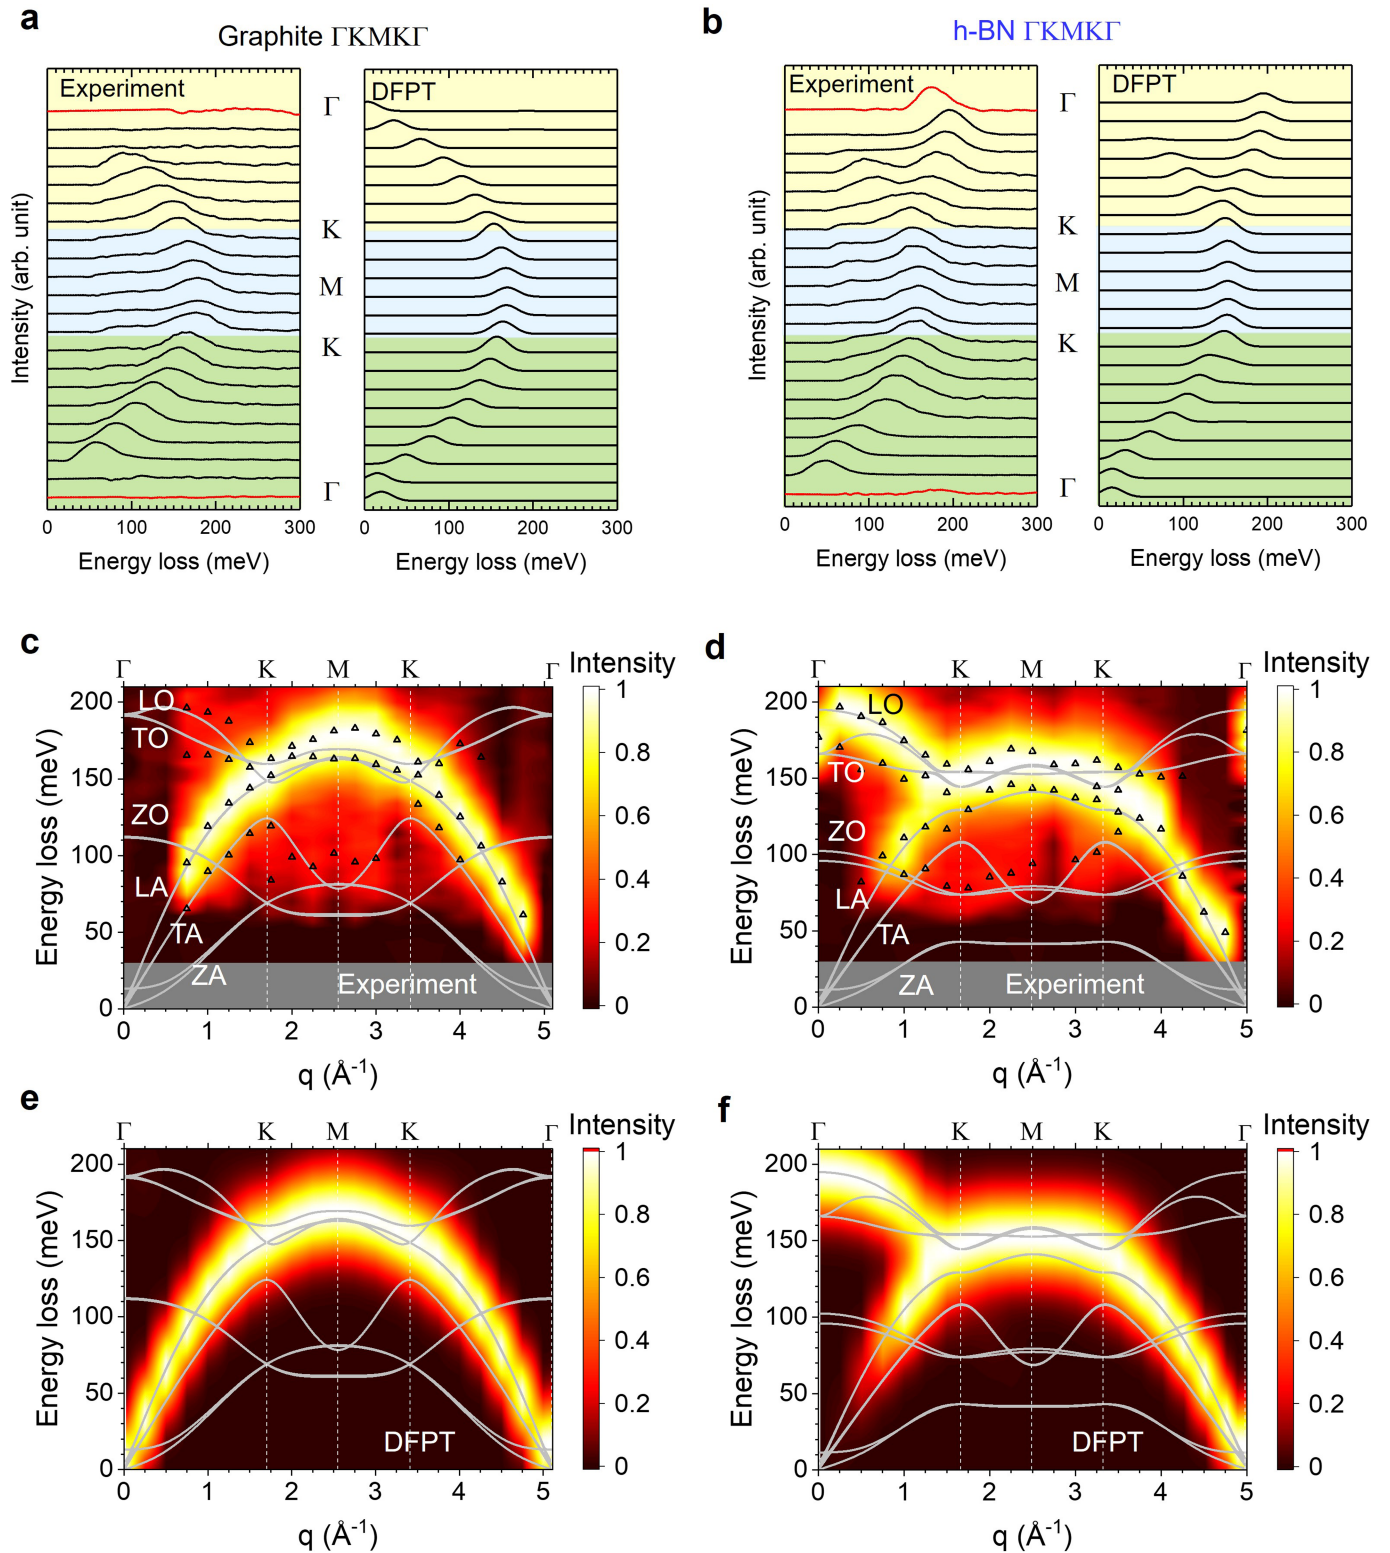 a
Graphite ΓKMKΓ
Experiment
DFPT
Γ
K
M
K
Γ
Intensity (arb. unit)
0 100 200 300
0 100 200 300
Energy loss (meV)
Energy loss (meV)
b
h-BN ΓKMKΓ
Experiment
DFPT
Γ
K
M
K
Γ
Intensity (arb. unit)
0 100 200 300
0 100 200 300
Energy loss (meV)
Energy loss (meV)
c
Γ K M K Γ
Intensity
LO
TO
ZO
LA
TA
ZA
Experiment
200
150
100
50
0
Energy loss (meV)
0 1 2 3 4 5
q (Å⁻¹)
1
0.8
0.6
0.4
0.2
0
d
Γ K M K Γ
Intensity
LO
TO
ZO
LA
TA
ZA
Experiment
200
150
100
50
0
Energy loss (meV)
0 1 2 3 4 5
q (Å⁻¹)
1
0.8
0.6
0.4
0.2
0
e
Γ K M K Γ
Intensity
DFPT
200
150
100
50
0
Energy loss (meV)
0 1 2 3 4 5
q (Å⁻¹)
1
0.8
0.6
0.4
0.2
0
f
Γ K M K Γ
Intensity
DFPT
200
150
100
50
0
Energy loss (meV)
0 1 2 3 4 5
q (Å⁻¹)
1
0.8
0.6
0.4
0.2
0